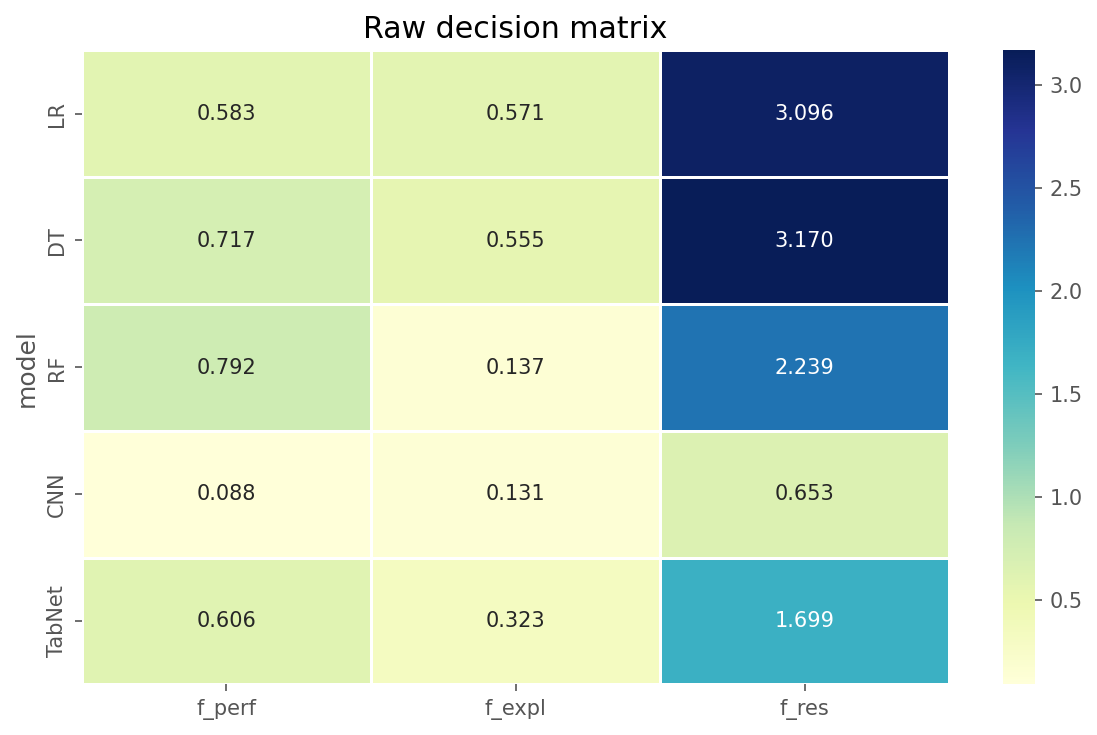 Raw decision matrix
model
LR 0.583 0.571 3.096
DT 0.717 0.555 3.170
RF 0.792 0.137 2.239
CNN 0.088 0.131 0.653
TabNet 0.606 0.323 1.699
f_perf f_expl f_res
3.0
2.5
2.0
1.5
1.0
0.5